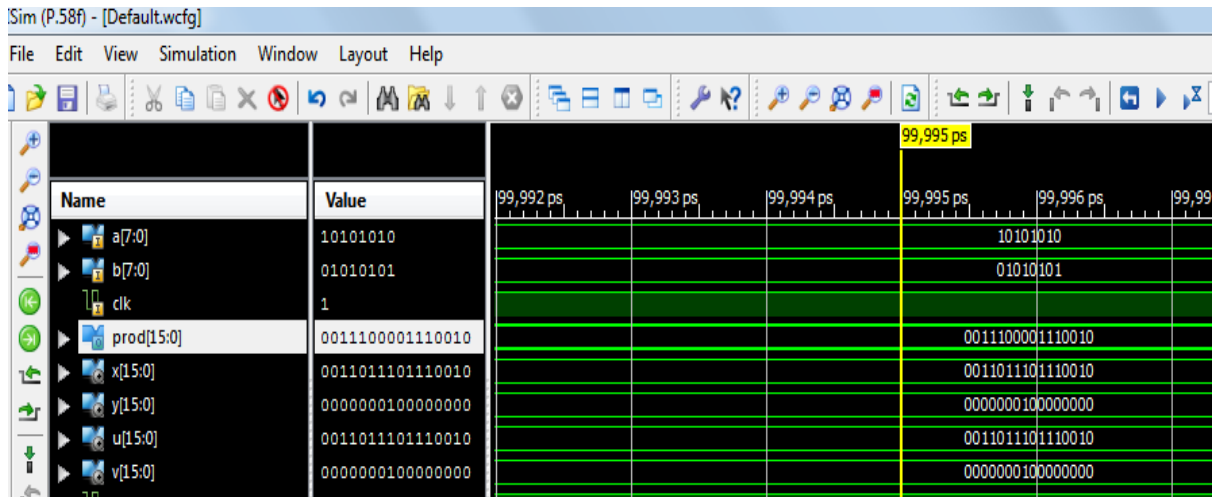 Sim (P.58f) - [Default.wcfg]
File Edit View Simulation Window Layout Help
99,995 ps
Name Value 99,992 ps 99,993 ps 99,994 ps 99,995 ps 99,996 ps 99,99
a[7:0] 10101010 10101010
b[7:0] 01010101 01010101
clk 1
prod[15:0] 0011100001110010 0011100001110010
x[15:0] 0011011101110010 0011011101110010
y[15:0] 0000000100000000 0000000100000000
u[15:0] 0011011101110010 0011011101110010
v[15:0] 0000000100000000 0000000100000000